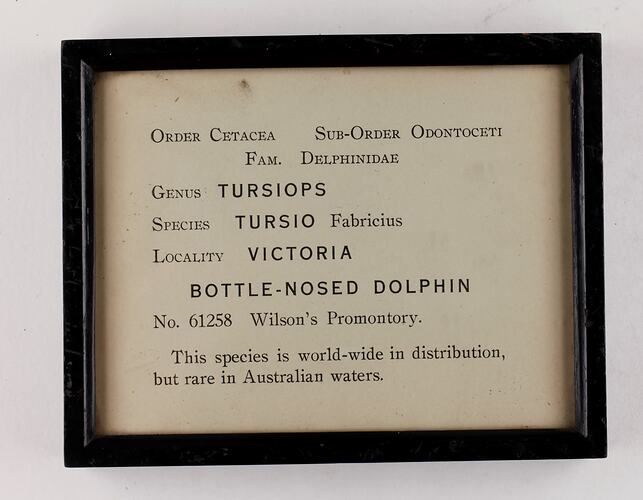 Order Cetacea Sub-Order Odontoceti
Fam. Delphinidae
Genus TURSIOPS
Species TURSIO Fabricius
Locality VICTORIA
BOTTLE-NOSED DOLPHIN
No. 61258 Wilson's Promontory.
This species is world-wide in distribution,
but rare in Australian waters.